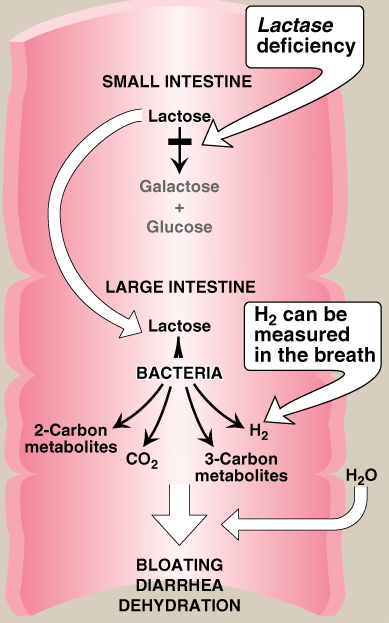 Lactase
deficiency
SMALL INTESTINE
Lactose
Galactose
+
Glucose
LARGE INTESTINE
Lactose
H₂ can be
measured
in the breath
BACTERIA
2-Carbon
metabolites
CO₂
3-Carbon
metabolites
H₂
H₂O
BLOATING
DIARRHEA
DEHYDRATION